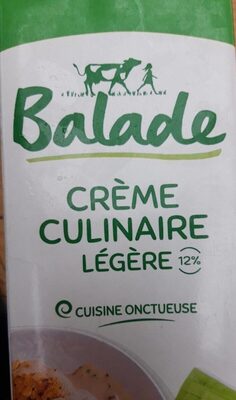 Balade
CRÈME
CULINAIRE
LÉGÈRE 12%
CUISINE ONCTUEUSE